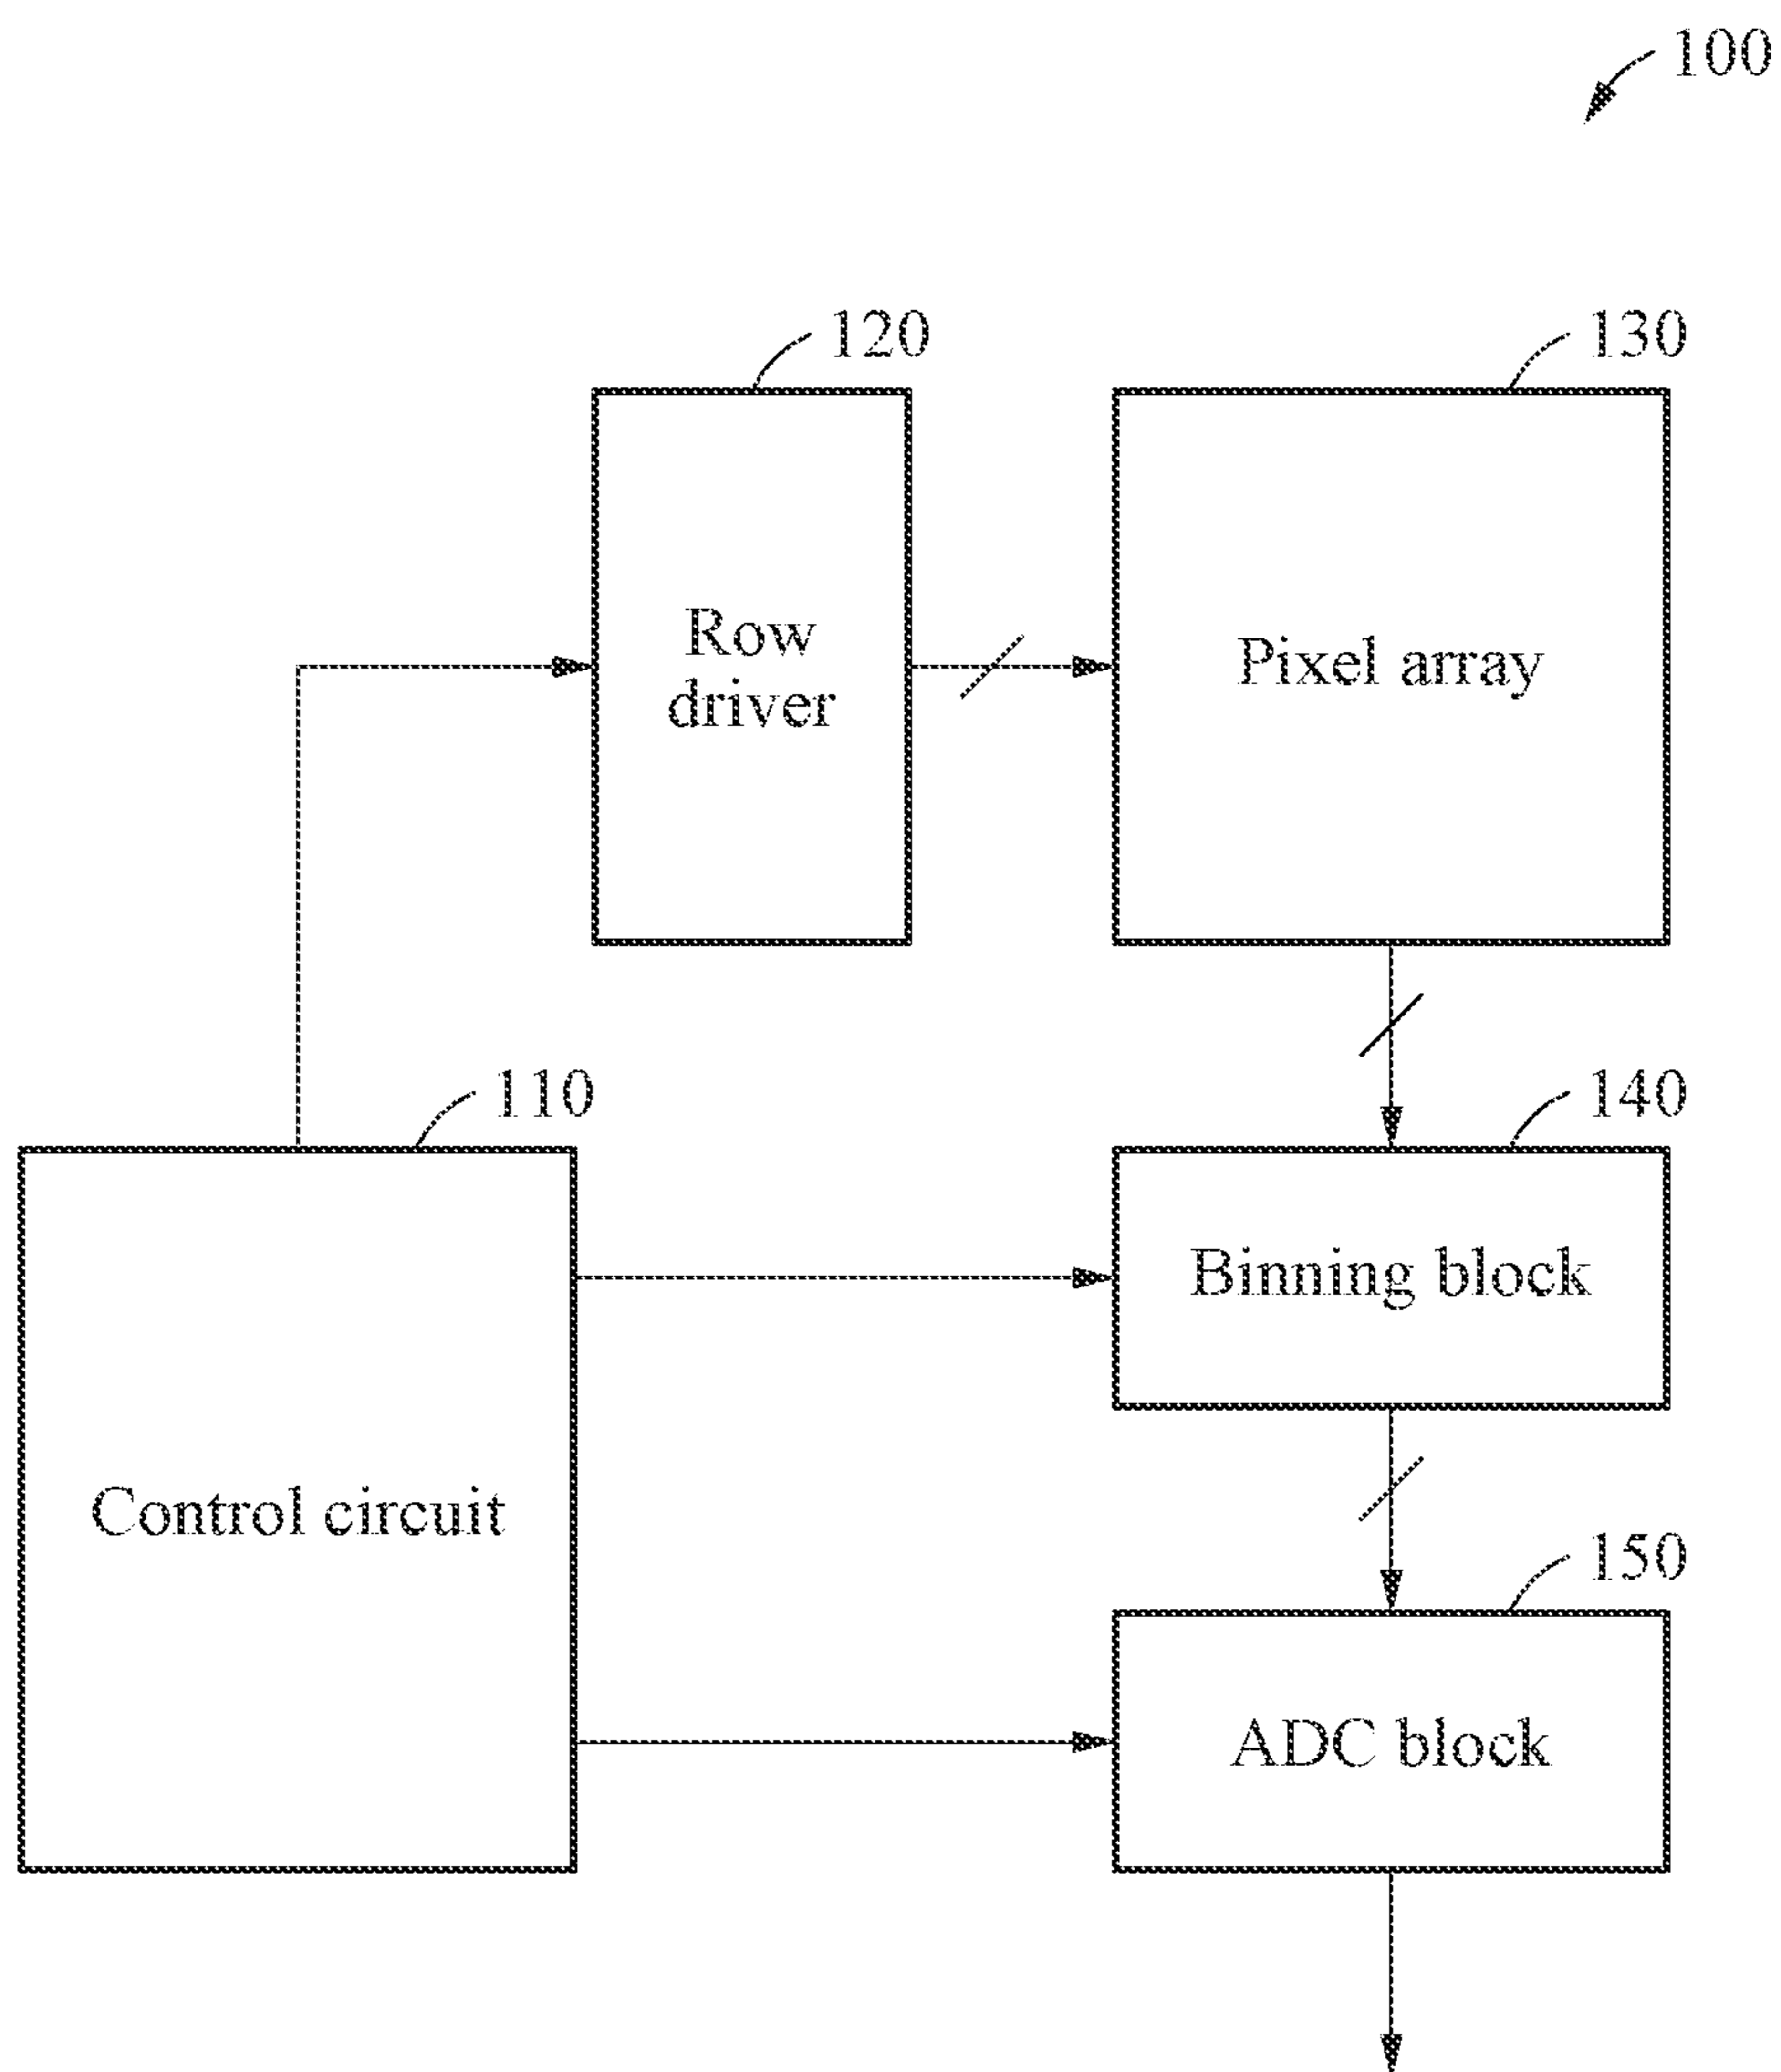 100
120
130
Row
driver
Pixel array
110
140
Binning block
Control circuit
150
ADC block